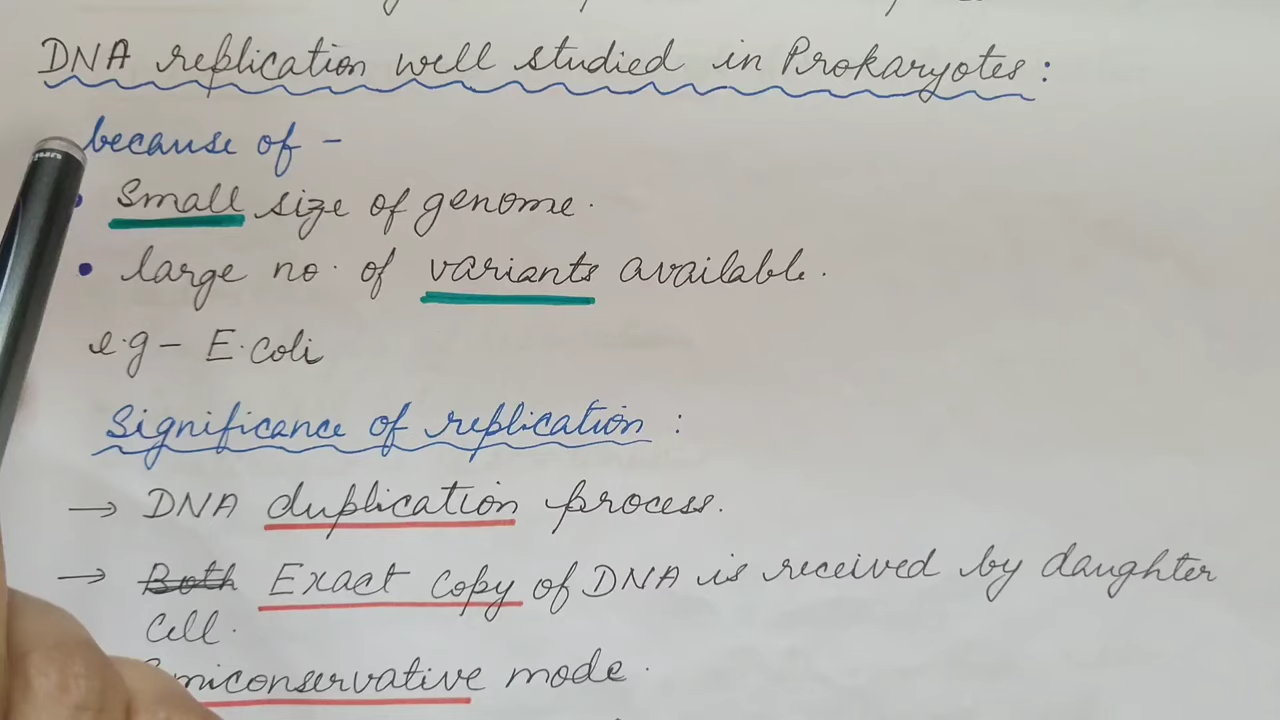 DNA replication well studied in Prokaryotes:
because of -
• Small size of genome.
• large no. of variants available.
e.g - E.coli
Significance of replication :
→ DNA duplication process.
→ Both Exact copy of DNA is received by daughter
cell.
miconservative mode.